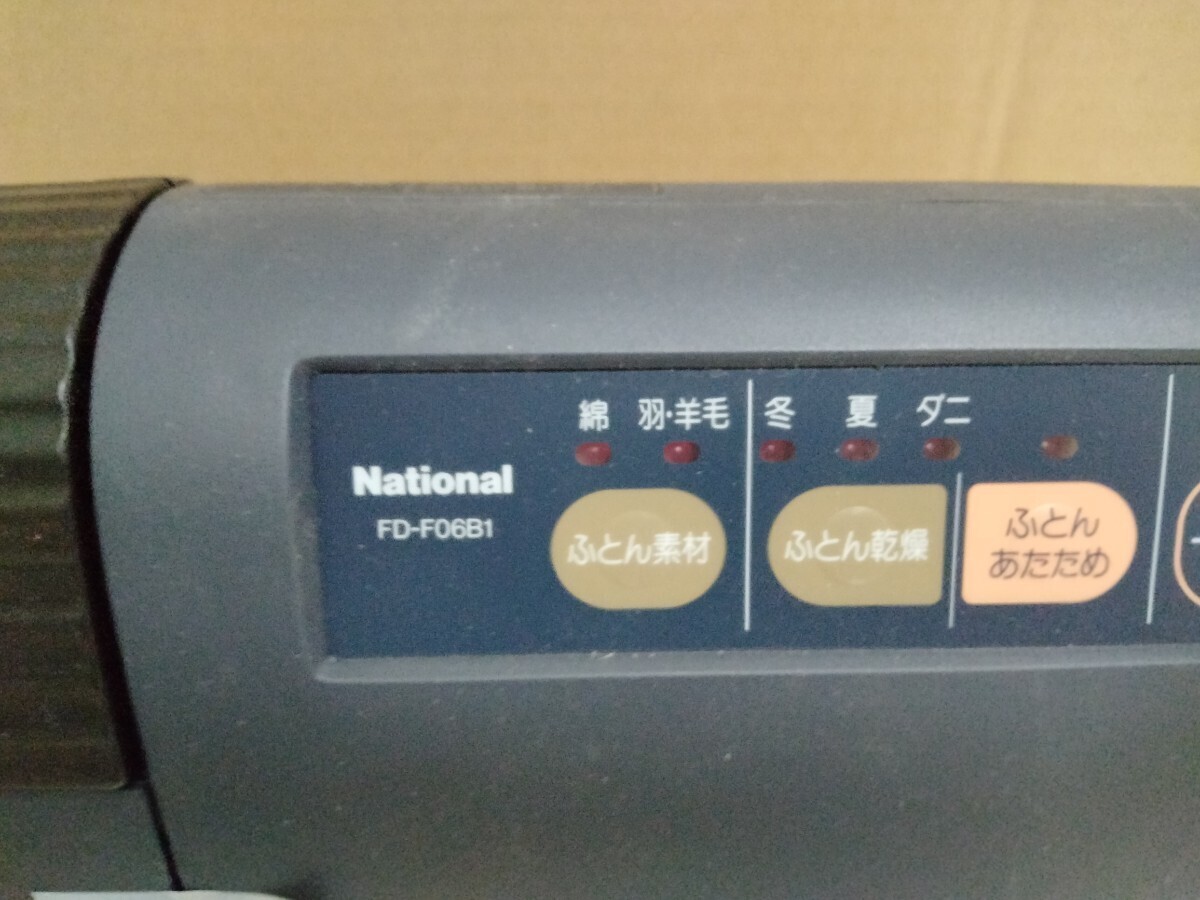 National
FD-F06B1
綿 羽・羊毛
ふとん素材
冬 夏 ダニ
ふとん乾燥
ふとん
あたため